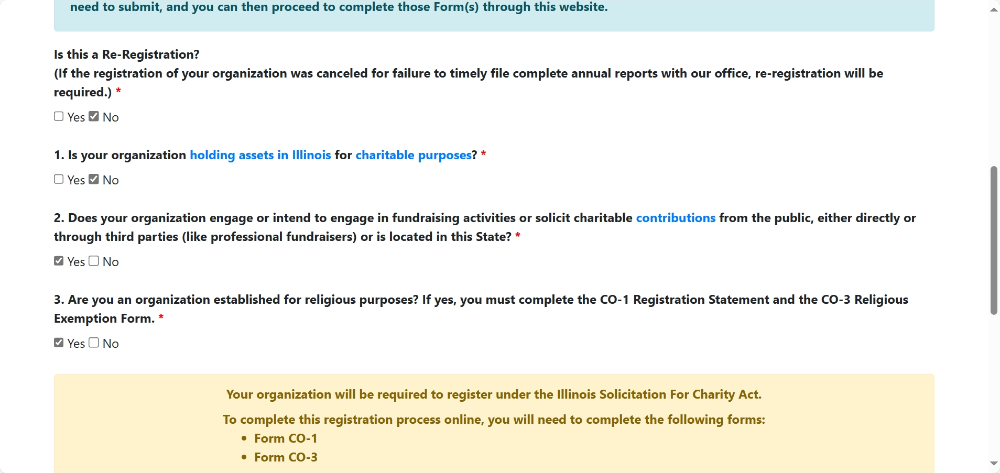 need to submit, and you can then proceed to complete those Form(s) through this website.
Is this a Re-Registration?
(If the registration of your organization was canceled for failure to timely file complete annual reports with our office, re-registration will be
required.) *
Yes No
1. Is your organization holding assets in Illinois for charitable purposes? *
Yes No
2. Does your organization engage or intend to engage in fundraising activities or solicit charitable contributions from the public, either directly or
through third parties (like professional fundraisers) or is located in this State? *
Yes No
3. Are you an organization established for religious purposes? If yes, you must complete the CO-1 Registration Statement and the CO-3 Religious
Exemption Form. *
Yes No
Your organization will be required to register under the Illinois Solicitation For Charity Act.
To complete this registration process online, you will need to complete the following forms:
• Form CO-1
• Form CO-3